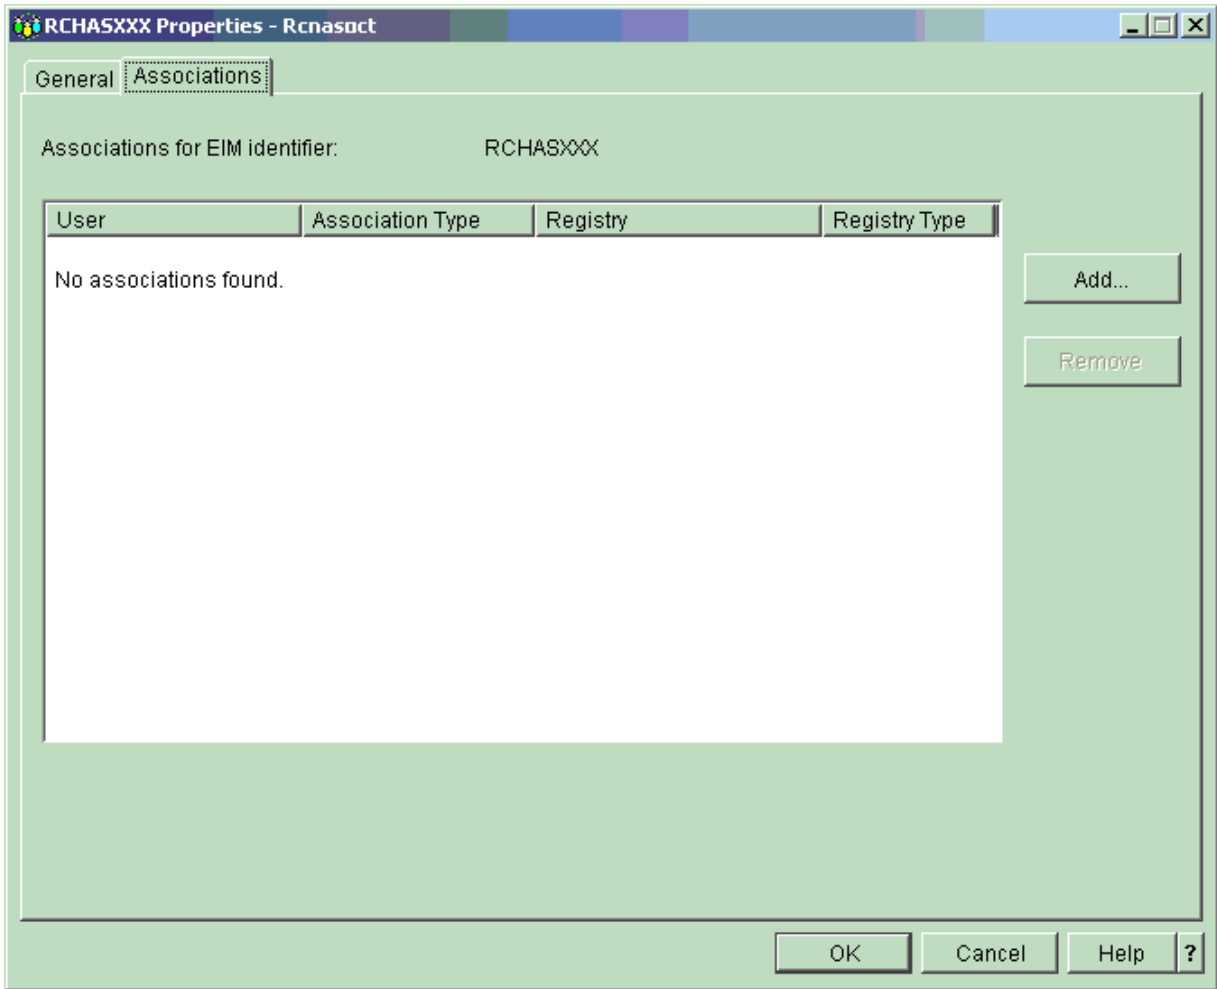 RCHASXXX Properties - Rcnasoct
General Associations
Associations for EIM identifier: RCHASXXX
User Association Type Registry Registry Type
No associations found.
Add...
Remove
OK Cancel Help ?